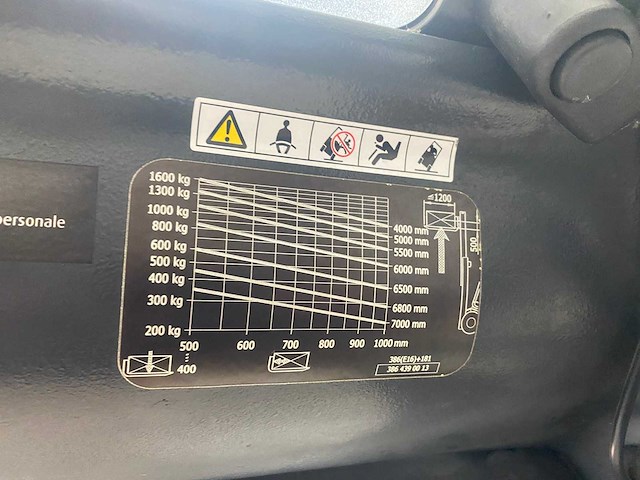 personale
1600 kg
1300 kg
1000 kg
800 kg
600 kg
500 kg
400 kg
300 kg
200 kg
4000 mm
5000 mm
5500 mm
6000 mm
6500 mm
6800 mm
7000 mm
≤1200
500
500 600 700 800 900 1000 mm
400
386(E16)+181
386 439 00 13